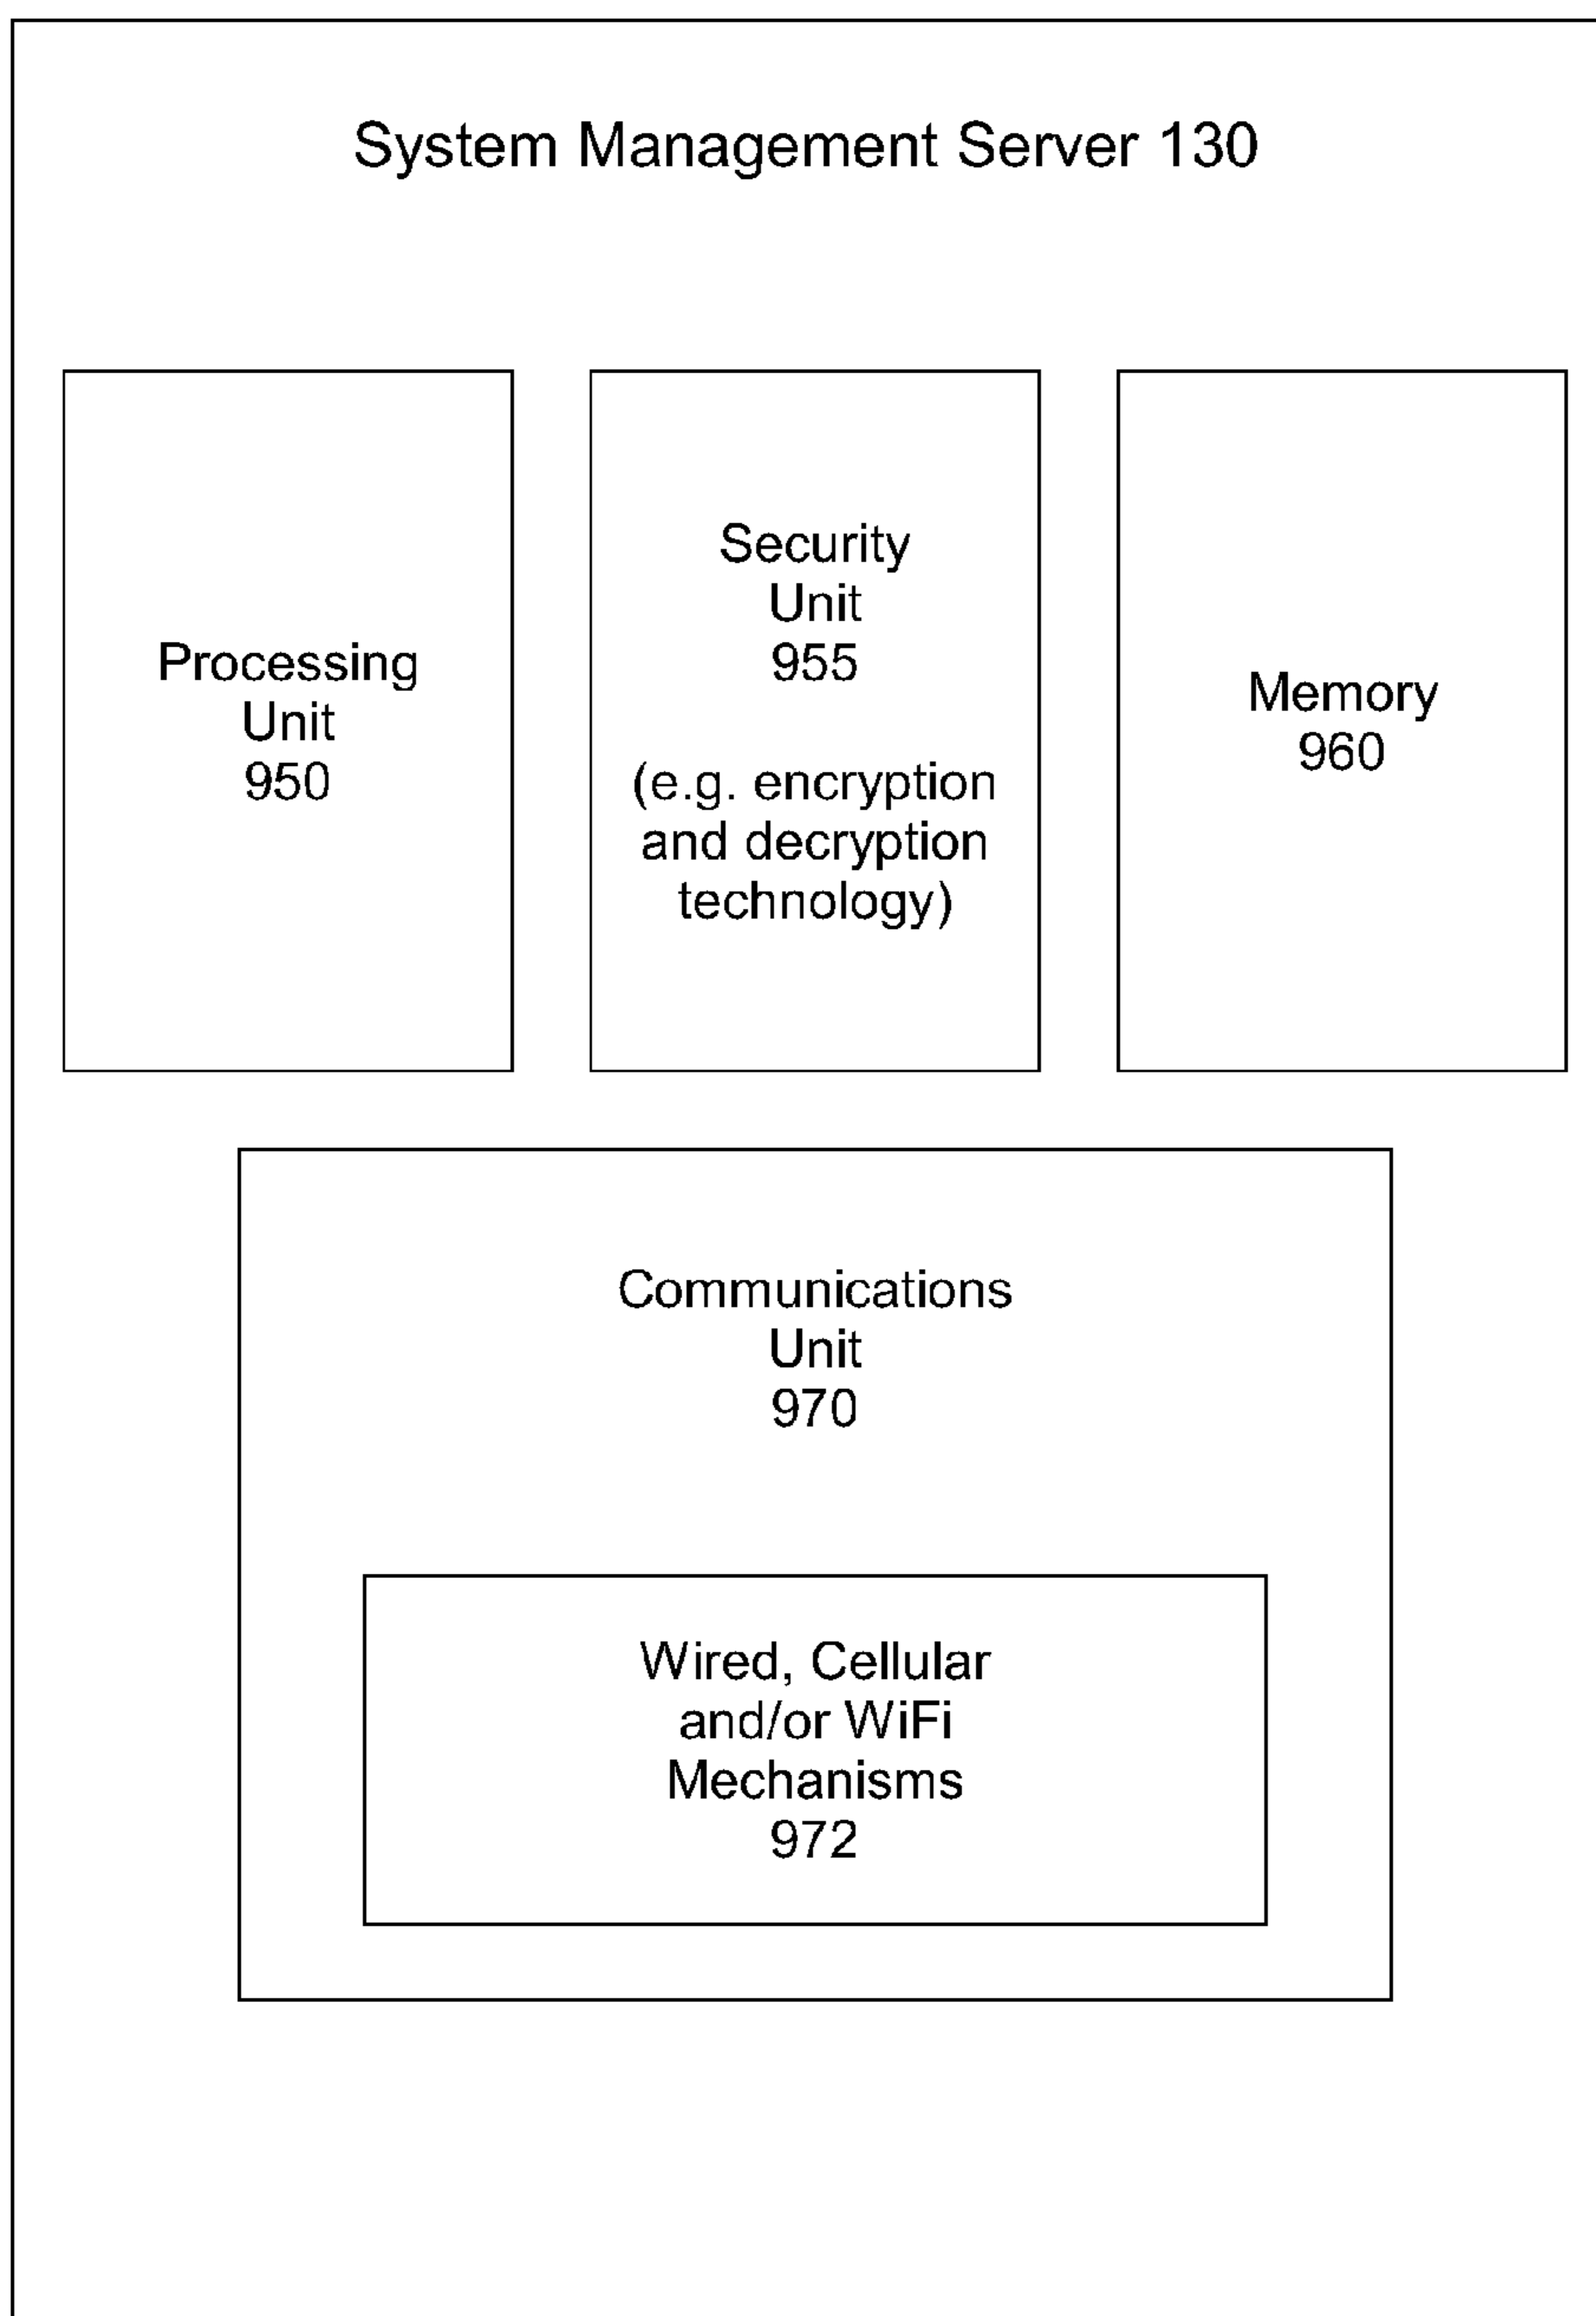 System Management Server 130
Processing
Unit
950
Security
Unit
955
(e.g. encryption
and decryption
technology)
Memory
960
Communications
Unit
970
Wired, Cellular
and/or WiFi
Mechanisms
972